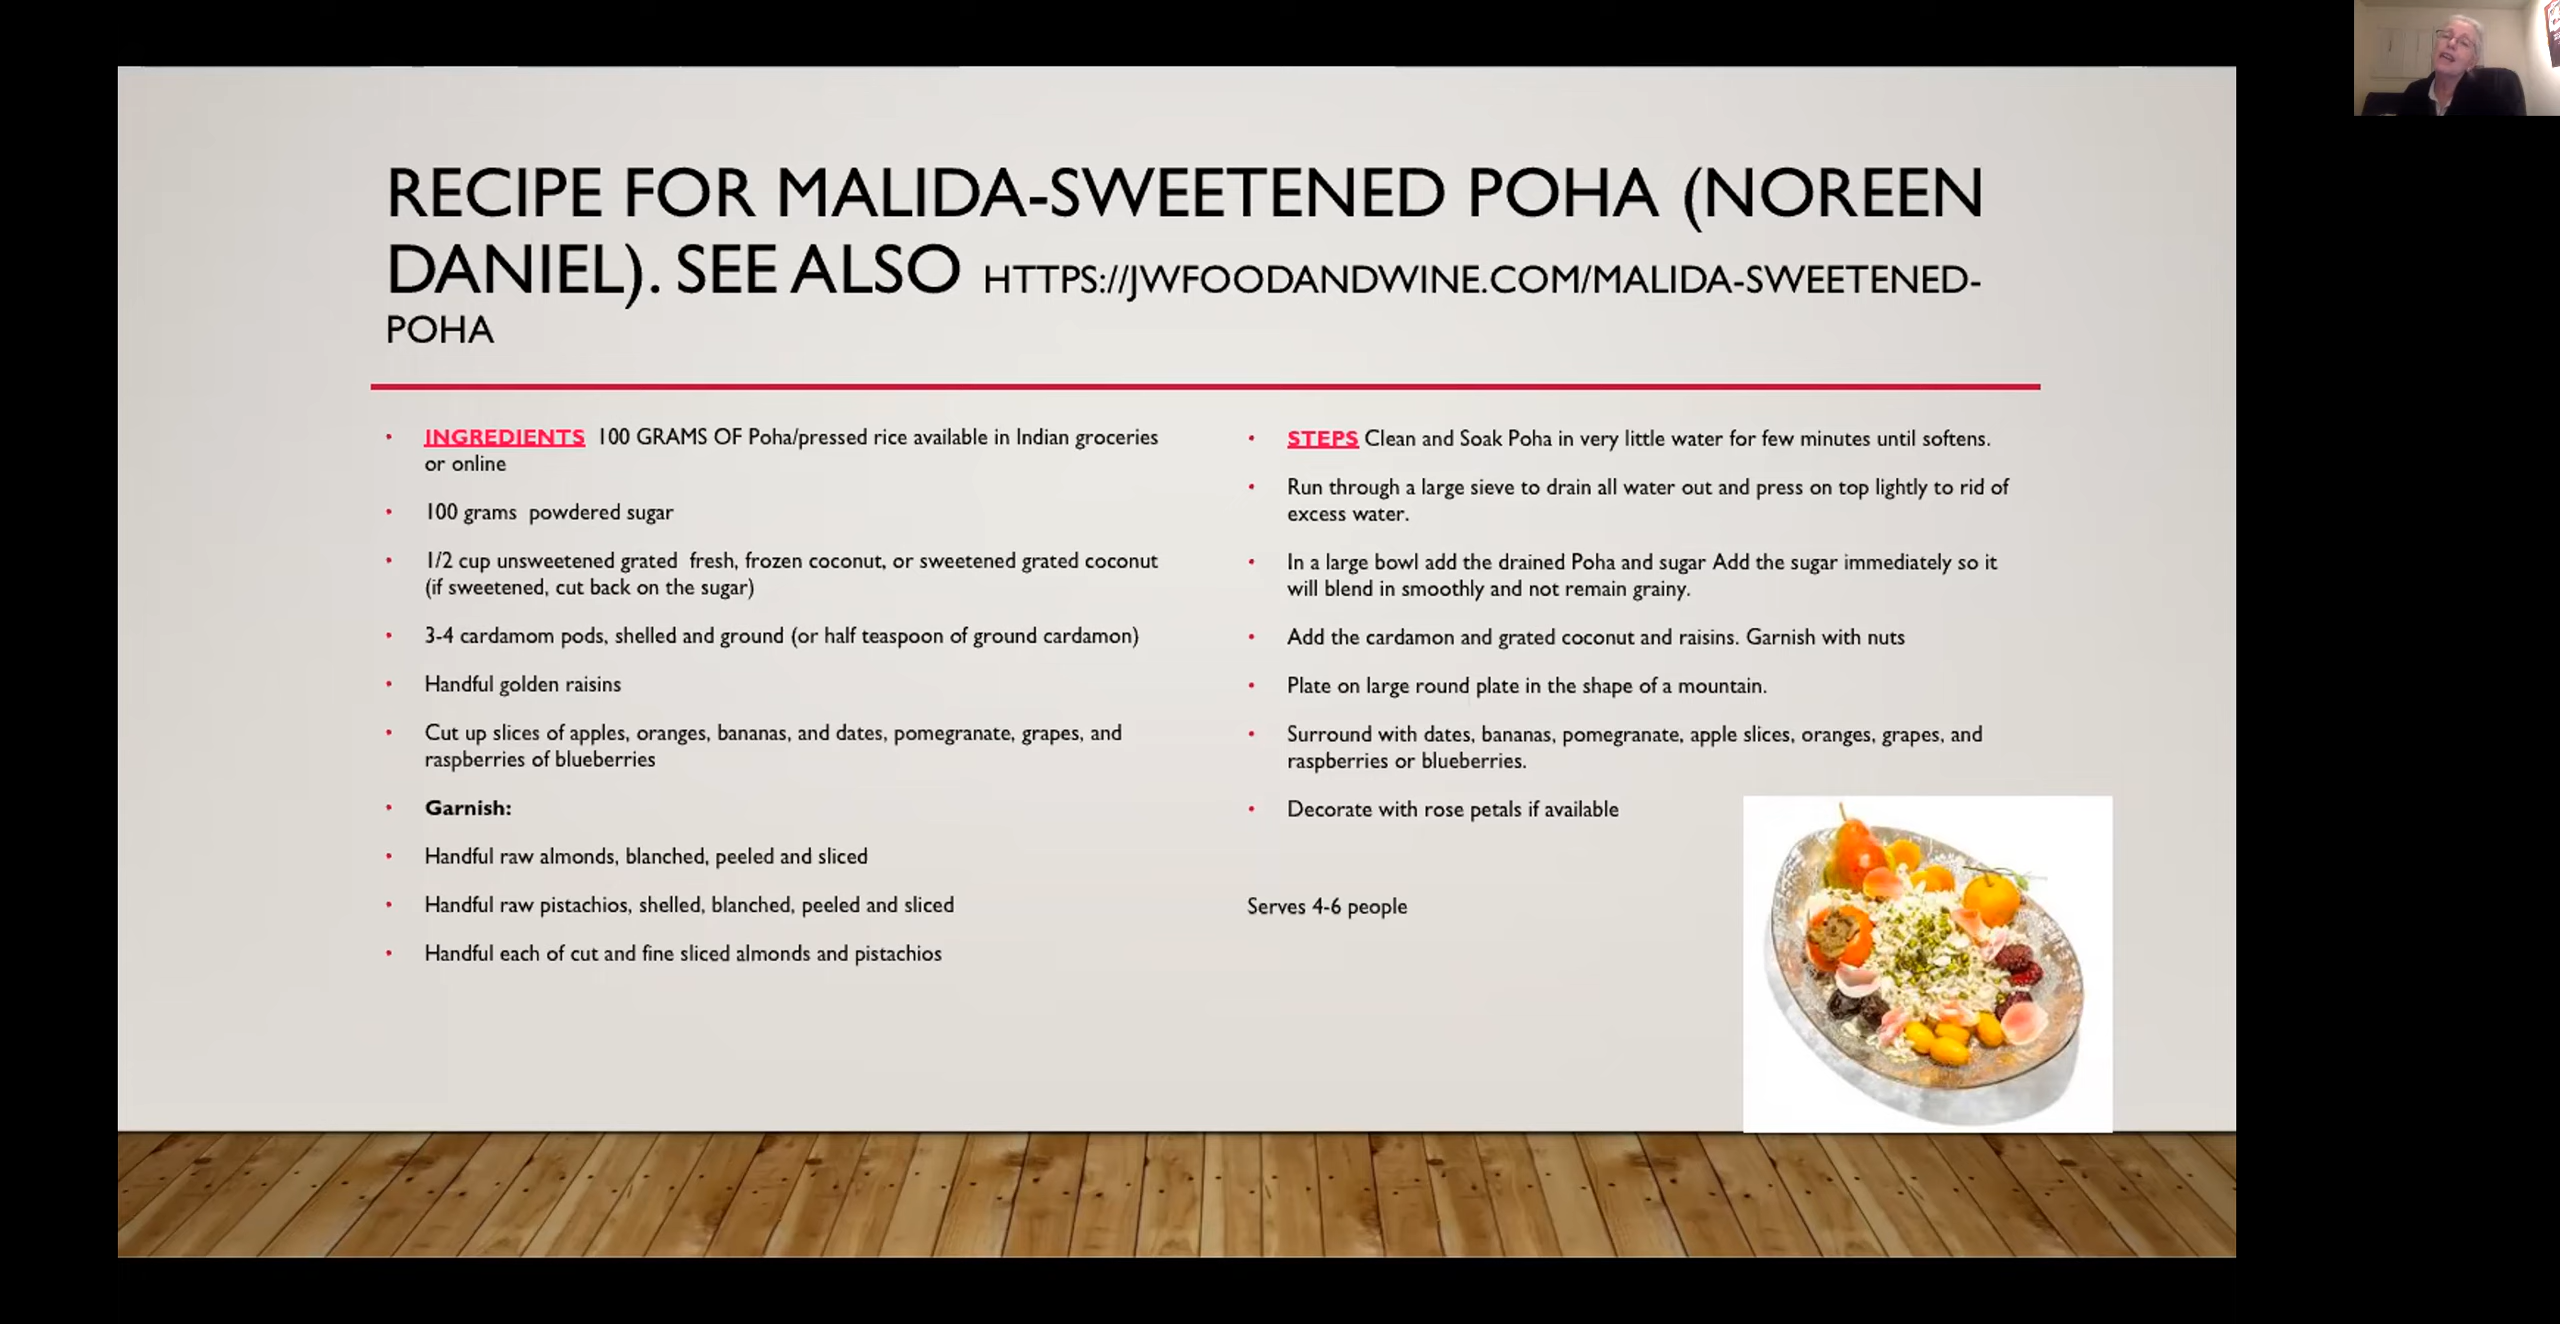 RECIPE FOR MALIDA-SWEETENED POHA (NOREEN
DANIEL). SEE ALSO HTTPS://JWFOODANDWINE.COM/MALIDA-SWEETENED-
POHA
INGREDIENTS 100 GRAMS OF Poha/pressed rice available in Indian groceries
or online
100 grams powdered sugar
1/2 cup unsweetened grated fresh, frozen coconut, or sweetened grated coconut
(if sweetened, cut back on the sugar)
3-4 cardamom pods, shelled and ground (or half teaspoon of ground cardamon)
Handful golden raisins
Cut up slices of apples, oranges, bananas, and dates, pomegranate, grapes, and
raspberries of blueberries
Garnish:
Handful raw almonds, blanched, peeled and sliced
Handful raw pistachios, shelled, blanched, peeled and sliced
Handful each of cut and fine sliced almonds and pistachios
STEPS Clean and Soak Poha in very little water for few minutes until softens.
Run through a large sieve to drain all water out and press on top lightly to rid of
excess water.
In a large bowl add the drained Poha and sugar Add the sugar immediately so it
will blend in smoothly and not remain grainy.
Add the cardamon and grated coconut and raisins. Garnish with nuts
Plate on large round plate in the shape of a mountain.
Surround with dates, bananas, pomegranate, apple slices, oranges, grapes, and
raspberries or blueberries.
Decorate with rose petals if available
Serves 4-6 people